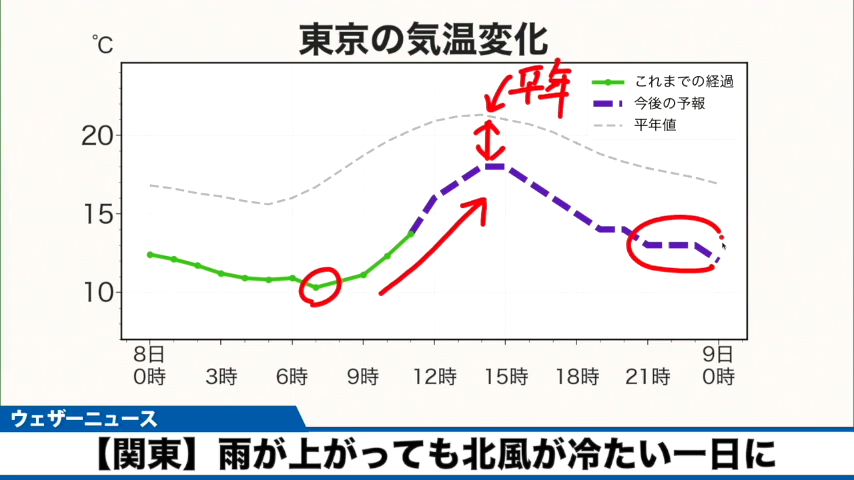 東京の気温変化
℃
平年
これまでの経過
今後の予報
平年値
20
15
10
8日 9日
0時 3時 6時 9時 12時 15時 18時 21時 0時
ウェザーニュース
【関東】雨が上がっても北風が冷たい一日に